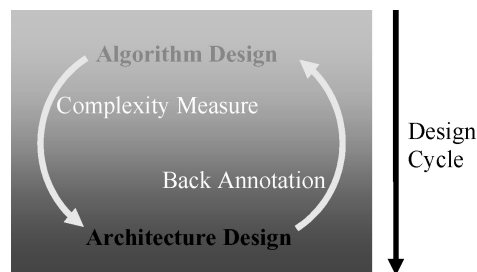 Algorithm Design
Complexity Measure
Back Annotation
Architecture Design
Design
Cycle